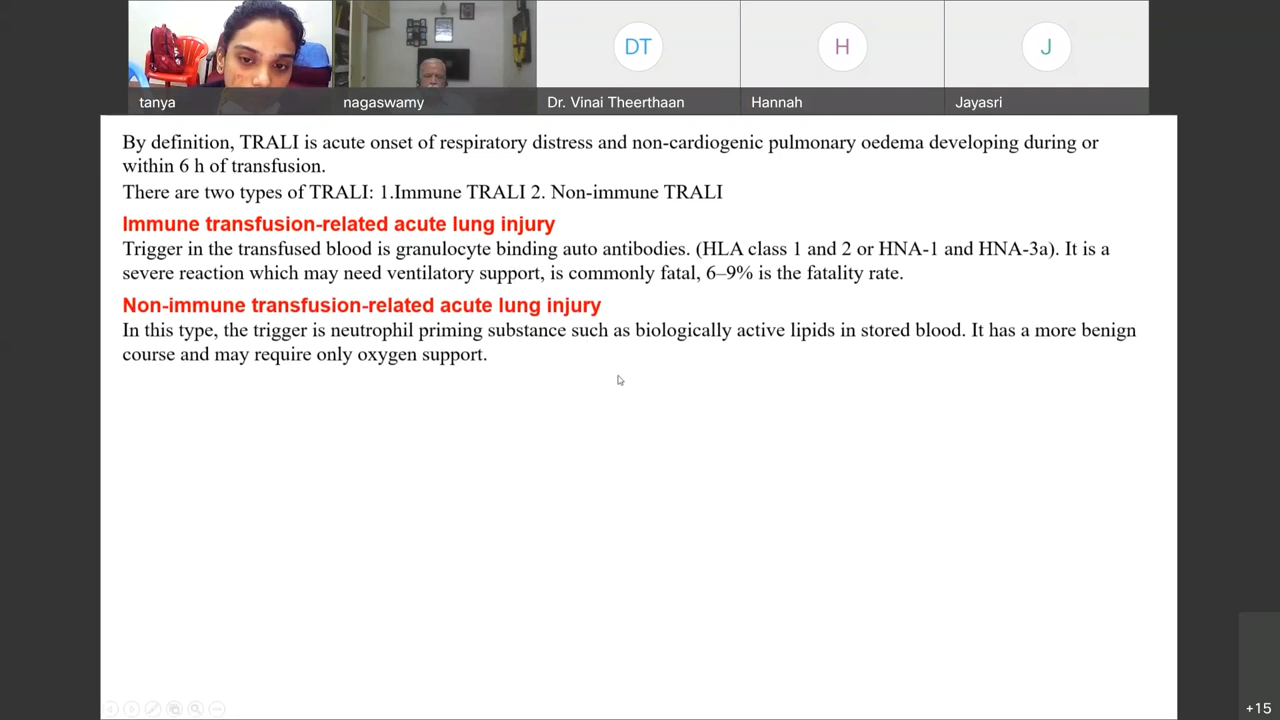 DT
H
J
tanya
nagaswamy
Dr. Vinai Theerthaan
Hannah
Jayasri
By definition, TRALI is acute onset of respiratory distress and non-cardiogenic pulmonary oedema developing during or
within 6 h of transfusion.
There are two types of TRALI: 1.Immune TRALI 2. Non-immune TRALI
Immune transfusion-related acute lung injury
Trigger in the transfused blood is granulocyte binding auto antibodies. (HLA class 1 and 2 or HNA-1 and HNA-3a). It is a
severe reaction which may need ventilatory support, is commonly fatal, 6–9% is the fatality rate.
Non-immune transfusion-related acute lung injury
In this type, the trigger is neutrophil priming substance such as biologically active lipids in stored blood. It has a more benign
course and may require only oxygen support.
+15